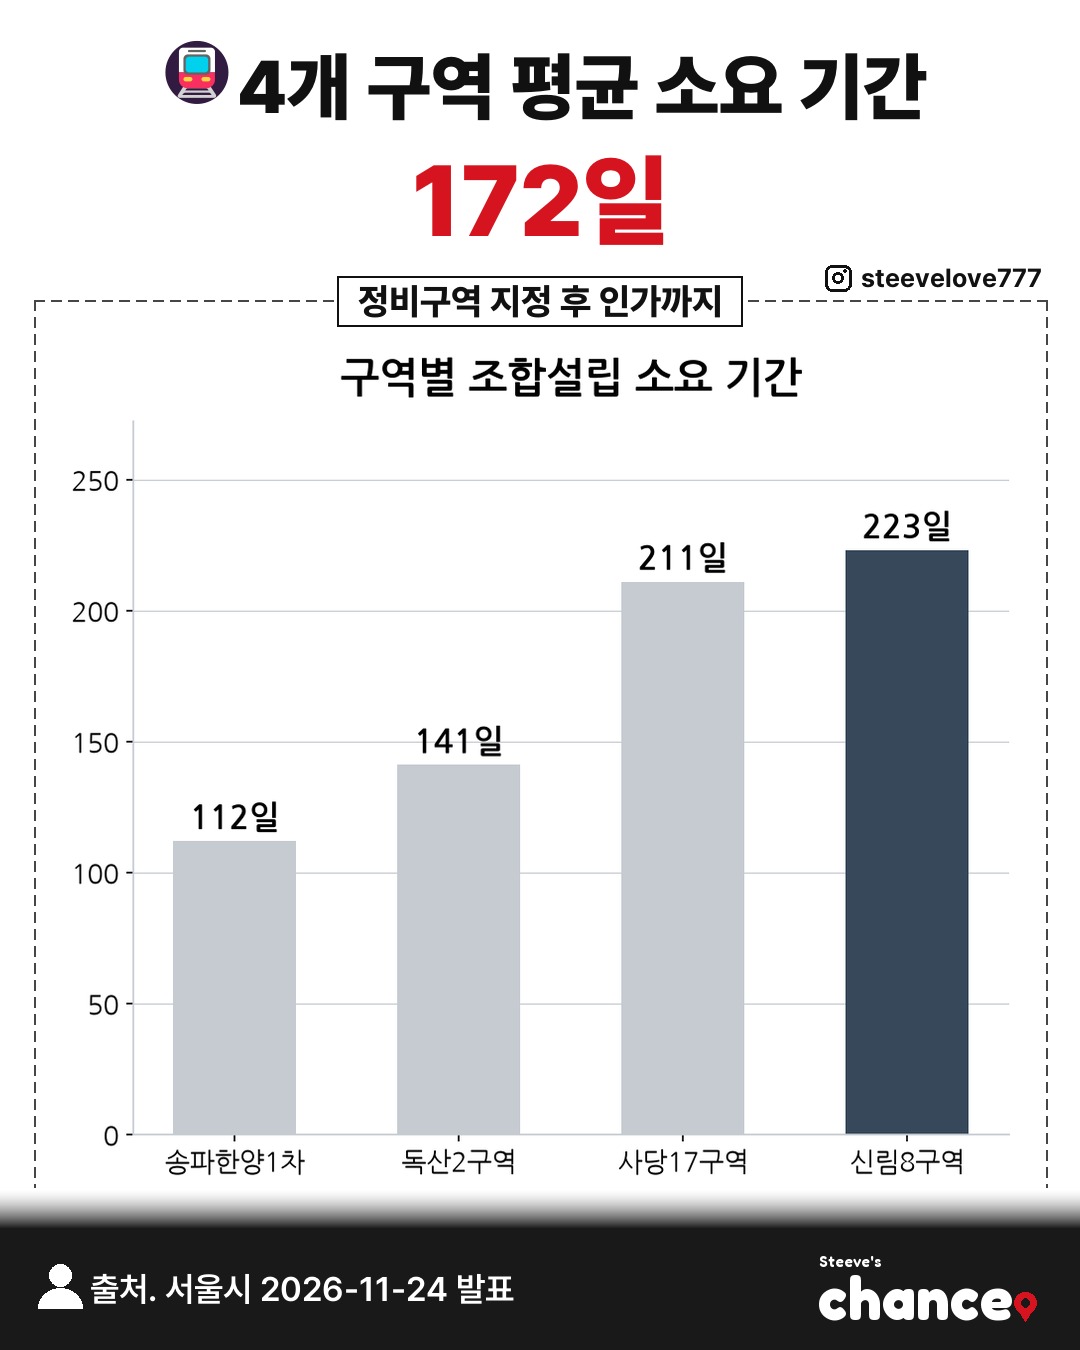 4개 구역 평균 소요 기간
172일
steevelove777
정비구역 지정 후 인가까지
구역별 조합설립 소요 기간
250
200
150
100
50
0
112일
141일
211일
223일
송파한양1차
독산2구역
사당17구역
신림8구역
출처. 서울시 2026-11-24 발표
Steeve's
chance